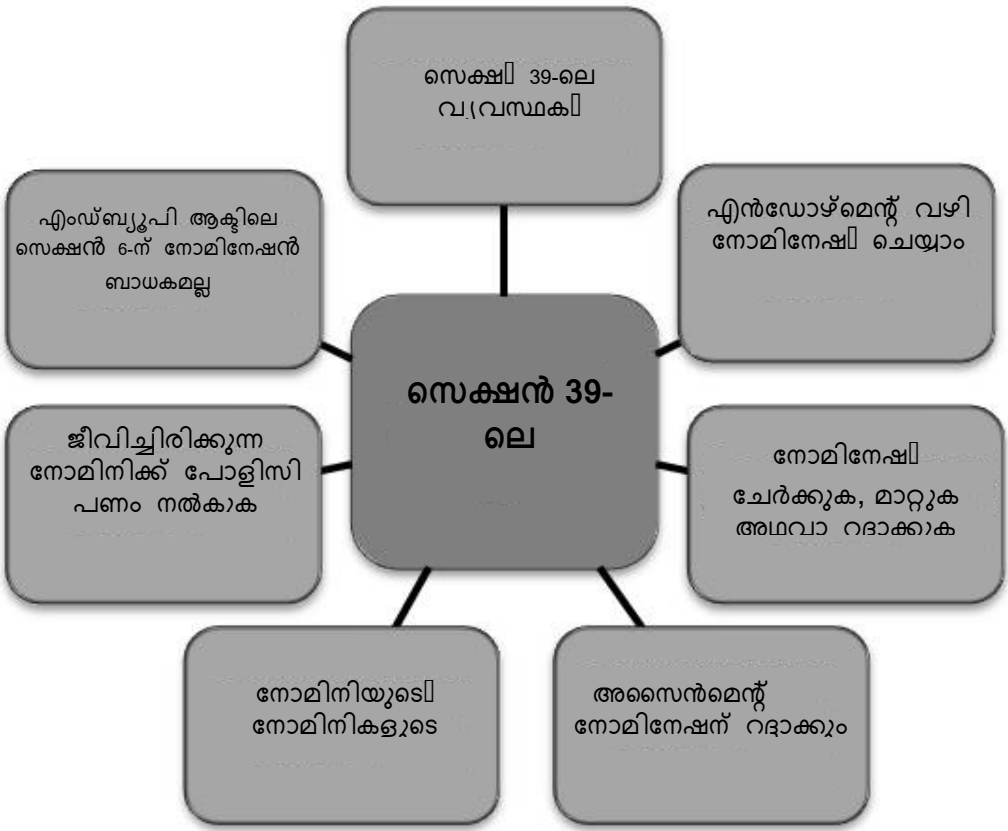 സെക്ഷ 39-ലെ
വ്യവസ്ഥക
എൻഡോഴ്‌മെന്റ് വഴി
നോമിനേഷ ചെയ്യാം
നോമിനേഷ
ചേർക്കുക, മാറ്റുക
അഥവാ റദ്ദാക്കുക
അസൈൻമെന്റ്
നോമിനേഷന് റദ്ദാക്കും
നോമിനിയുടെ
നോമിനികളുടെ
ജീവിച്ചിരിക്കുന്ന
നോമിനിക്ക് പോളിസി
പണം നൽകുക
എംഡബ്യൂപി ആക്ടിലെ
സെക്ഷൻ 6-ന് നോമിനേഷൻ
ബാധകമല്ല
സെക്ഷൻ 39-
ലെ